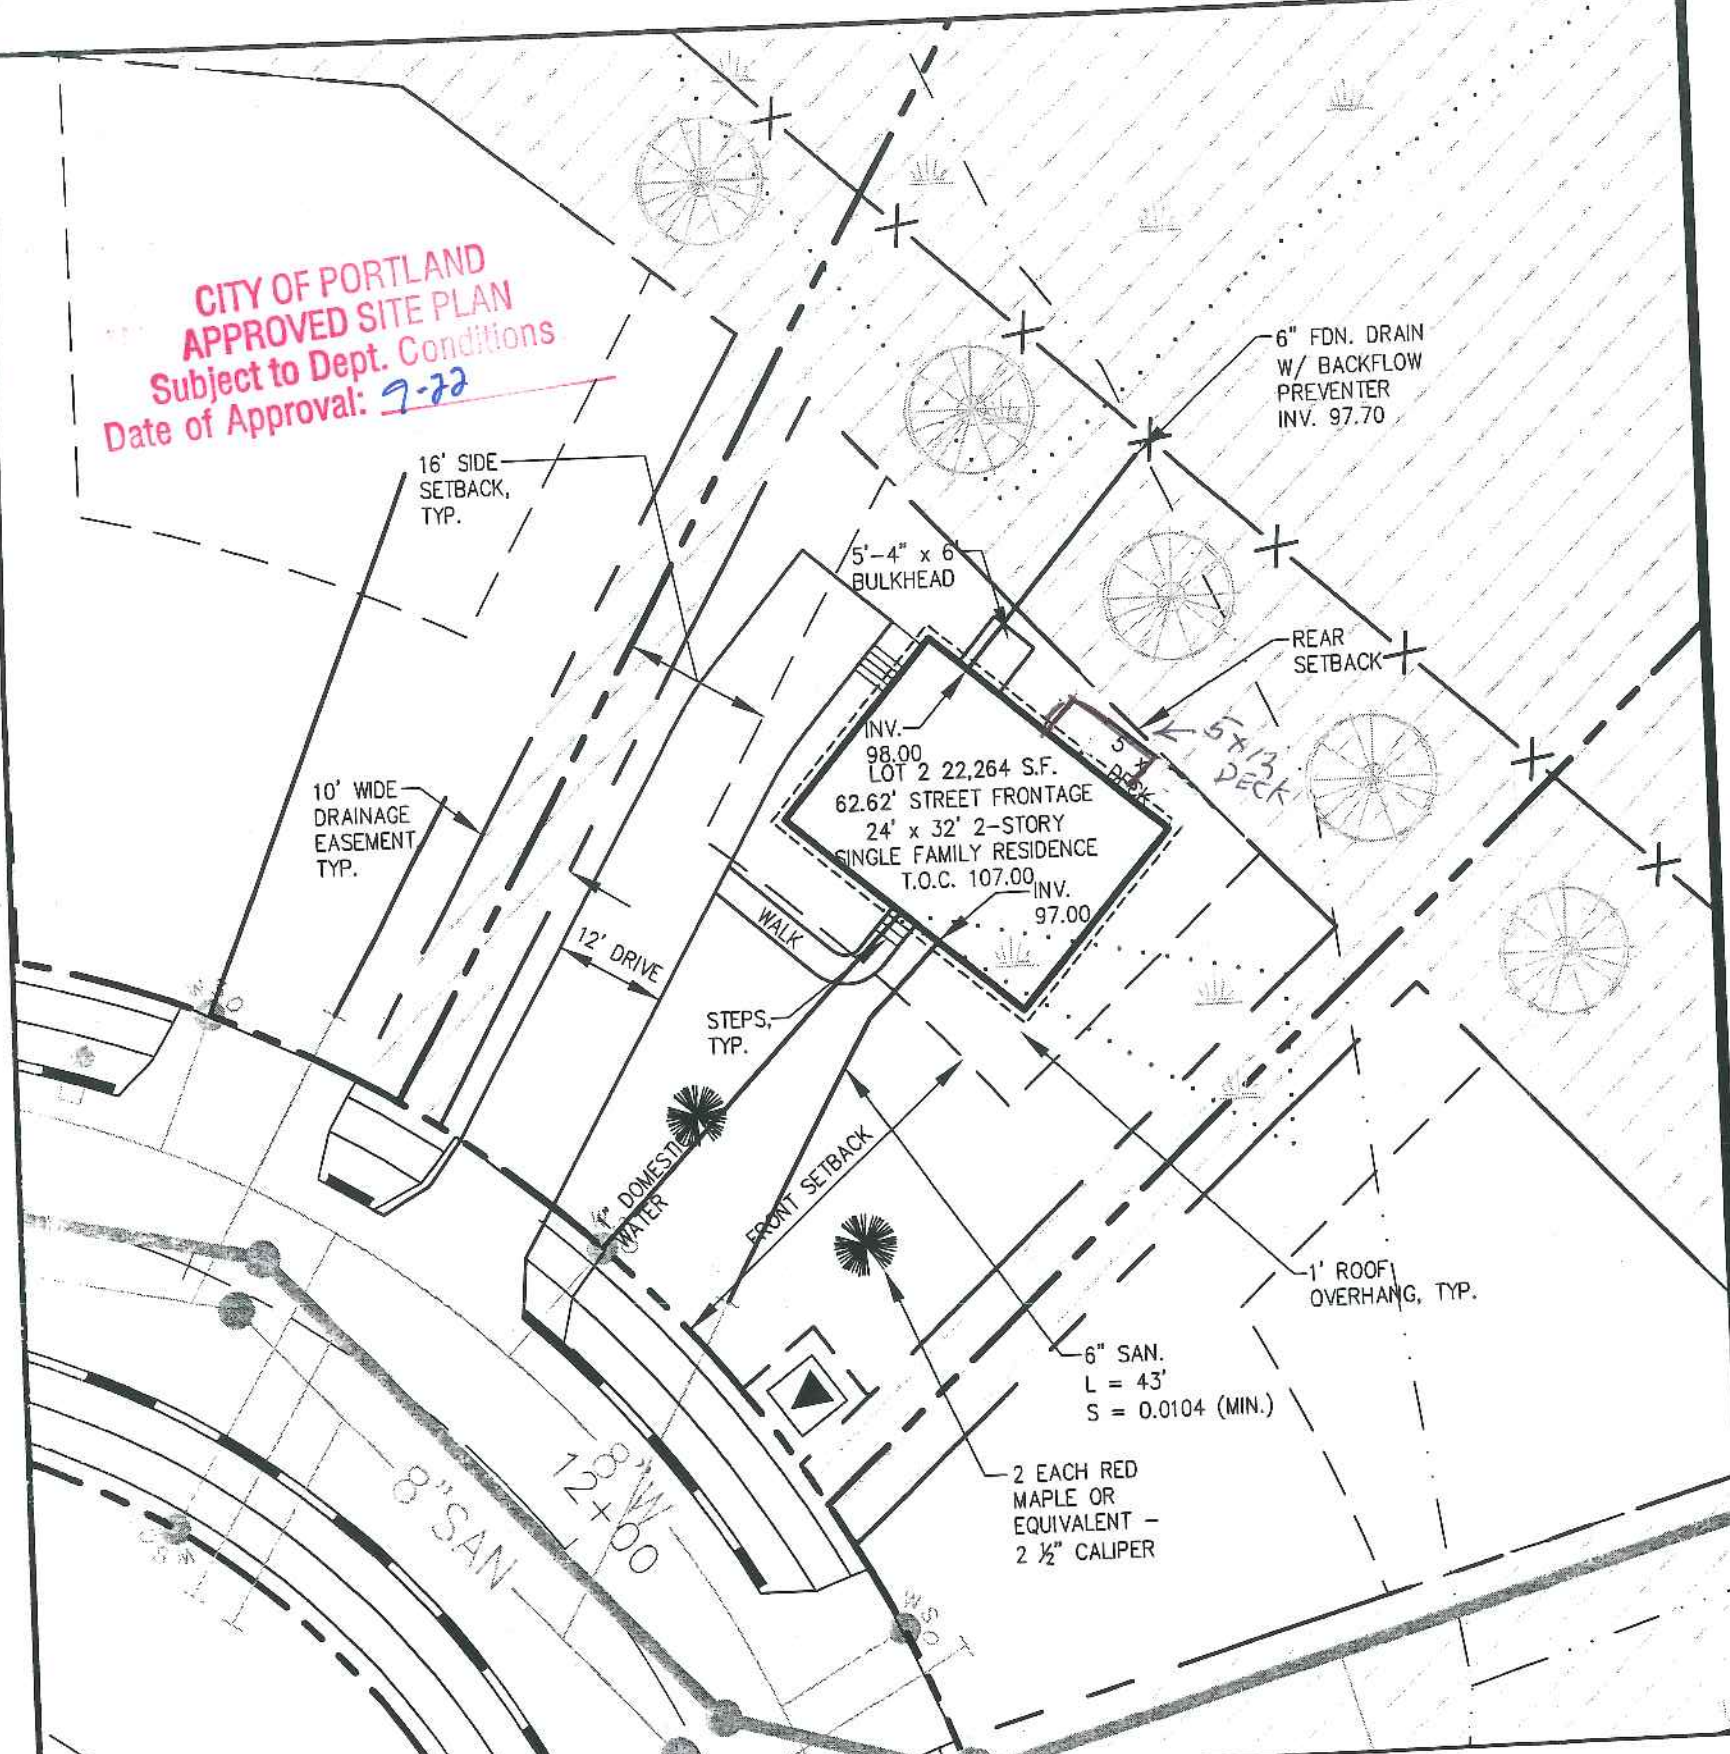 CITY OF PORTLAND
APPROVED SITE PLAN
Subject to Dept. Conditions
Date of Approval: 9-22
6" FDN. DRAIN
W/ BACKFLOW
PREVENTER
INV. 97.70
16' SIDE
SETBACK,
TYP.
5'-4" x 6'
BULKHEAD
REAR
SETBACK
5 x 13
DECK
5 x
DECK
INV.
98.00
LOT 2 22,264 S.F.
62.62' STREET FRONTAGE
24' x 32' 2-STORY
SINGLE FAMILY RESIDENCE
T.O.C. 107.00
INV.
97.00
10' WIDE
DRAINAGE
EASEMENT
TYP.
WALK
12' DRIVE
STEPS,
TYP.
1" DOMESTIC
WATER
FRONT SETBACK
1' ROOF
OVERHANG, TYP.
6" SAN.
L = 43'
S = 0.0104 (MIN.)
2 EACH RED
MAPLE OR
EQUIVALENT –
2 ½" CALIPER
8"W
12+00
8"SAN